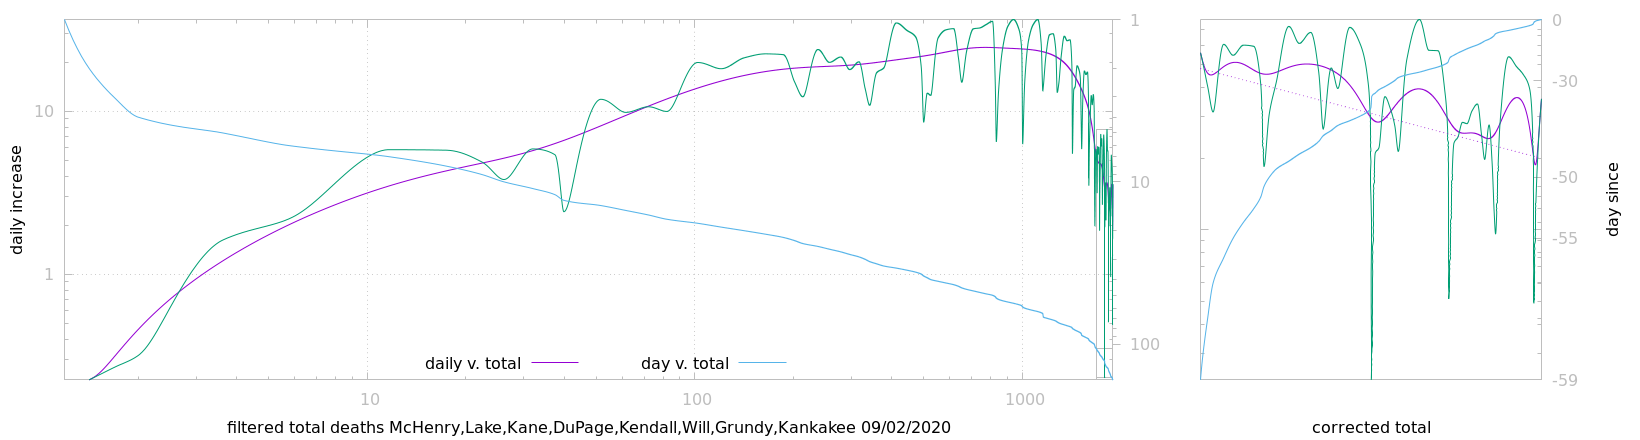 daily increase
10
1
daily v. total
day v. total
10
100
1000
1
10
100
filtered total deaths McHenry,Lake,Kane,DuPage,Kendall,Will,Grundy,Kankakee 09/02/2020
0
-30
-50
-55
-59
day since
corrected total